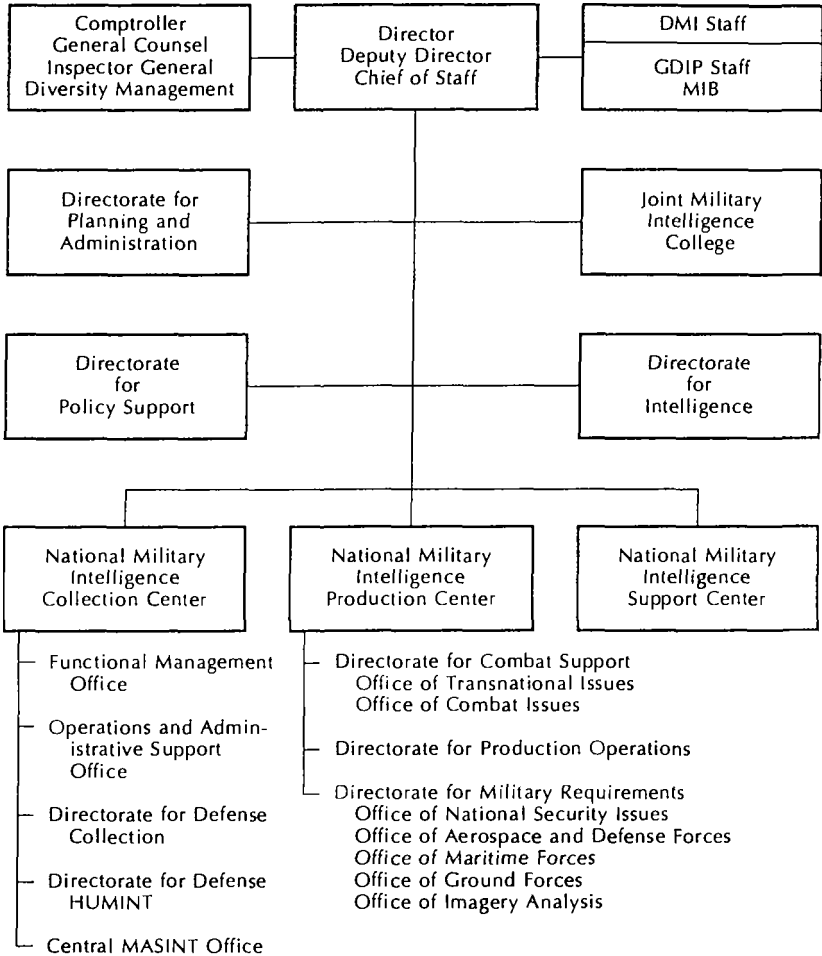 Comptroller
General Counsel
Inspector General
Diversity Management
Director
Deputy Director
Chief of Staff
DMI Staff
GDIP Staff
MIB
Directorate for
Planning and
Administration
Joint Military
Intelligence
College
Directorate
for
Policy Support
Directorate
for
Intelligence
National Military
Intelligence
Collection Center
National Military
Intelligence
Production Center
National Military
Intelligence
Support Center
Functional Management
Office
Operations and Admin-
istrative Support
Office
Directorate for Defense
Collection
Directorate for Defense
HUMINT
Central MASINT Office
Directorate for Combat Support
Office of Transnational Issues
Office of Combat Issues
Directorate for Production Operations
Directorate for Military Requirements
Office of National Security Issues
Office of Aerospace and Defense Forces
Office of Maritime Forces
Office of Ground Forces
Office of Imagery Analysis